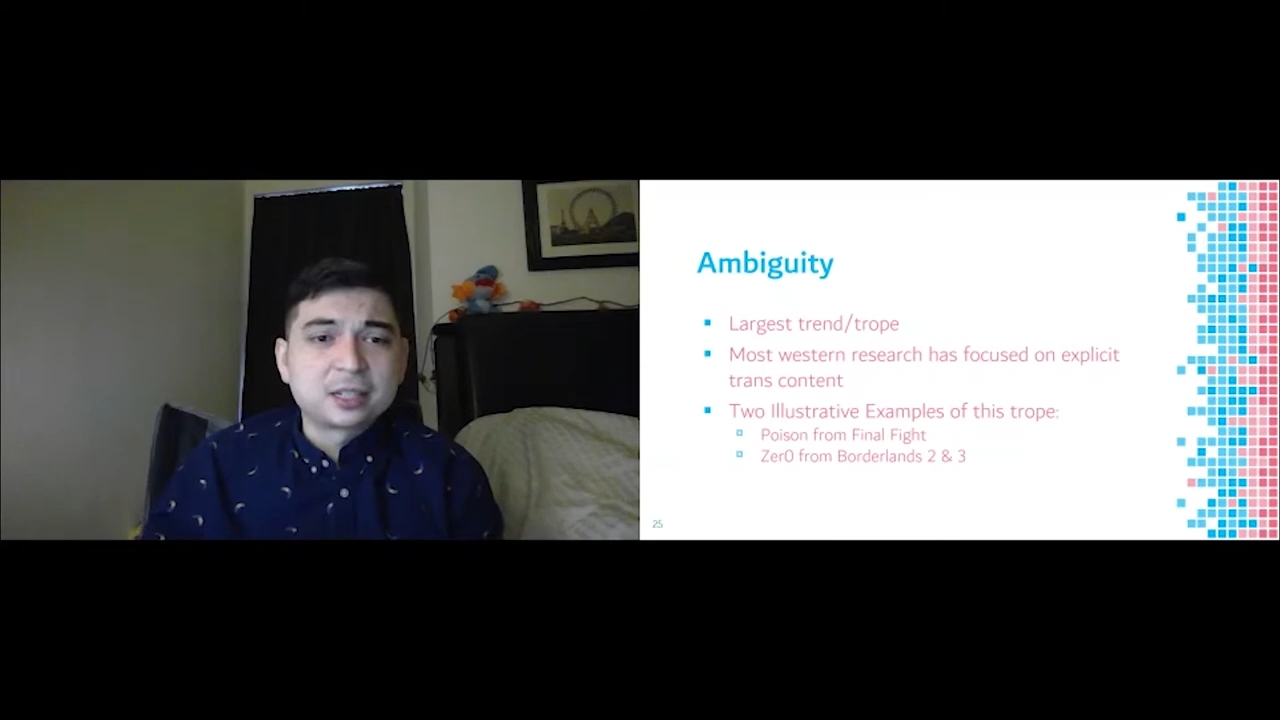 Ambiguity
Largest trend/trope
Most western research has focused on explicit
trans content
Two Illustrative Examples of this trope:
Poison from Final Fight
Zer0 from Borderlands 2 & 3
25